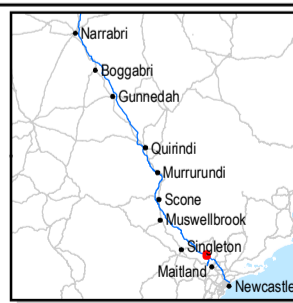 Narrabri
Boggabri
Gunnedah
Quirindi
Murrurundi
Scone
Muswellbrook
Singleton
Maitland
Newcastle